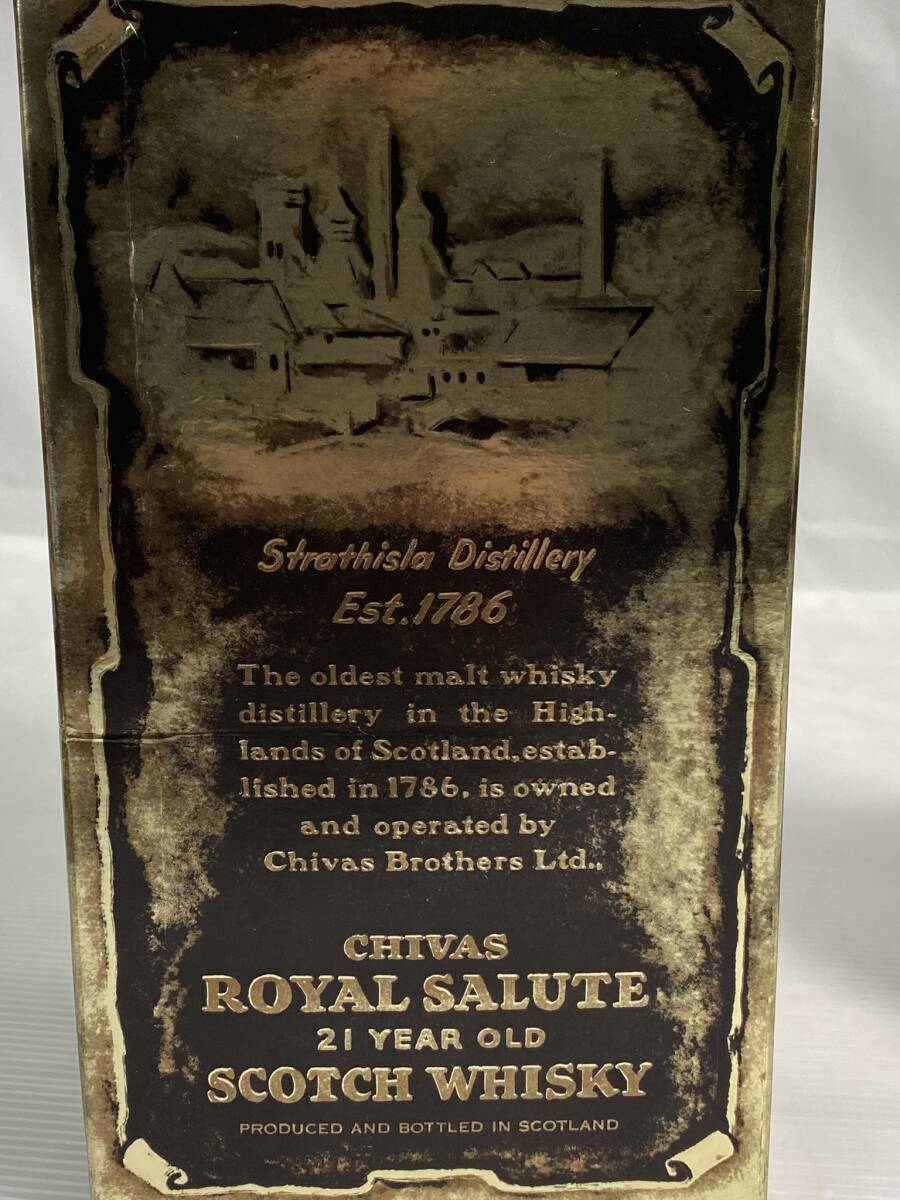 Strathisla Distillery
Est.1786
The oldest malt whisky
distillery in the High-
lands of Scotland, estab-
lished in 1786, is owned
and operated by
Chivas Brothers Ltd.,
CHIVAS
ROYAL SALUTE
21 YEAR OLD
SCOTCH WHISKY
PRODUCED AND BOTTLED IN SCOTLAND